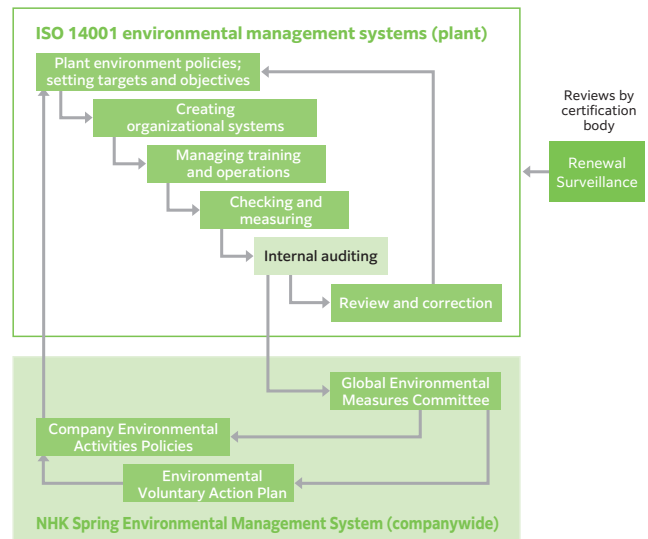 ISO 14001 environmental management systems (plant)
Plant environment policies;
setting targets and objectives
Creating
organizational systems
Managing training
and operations
Checking and
measuring
Internal auditing
Review and correction
Reviews by
certification
body
Renewal
Surveillance
Global Environmental
Measures Committee
Company Environmental
Activities Policies
Environmental
Voluntary Action Plan
NHK Spring Environmental Management System (companywide)